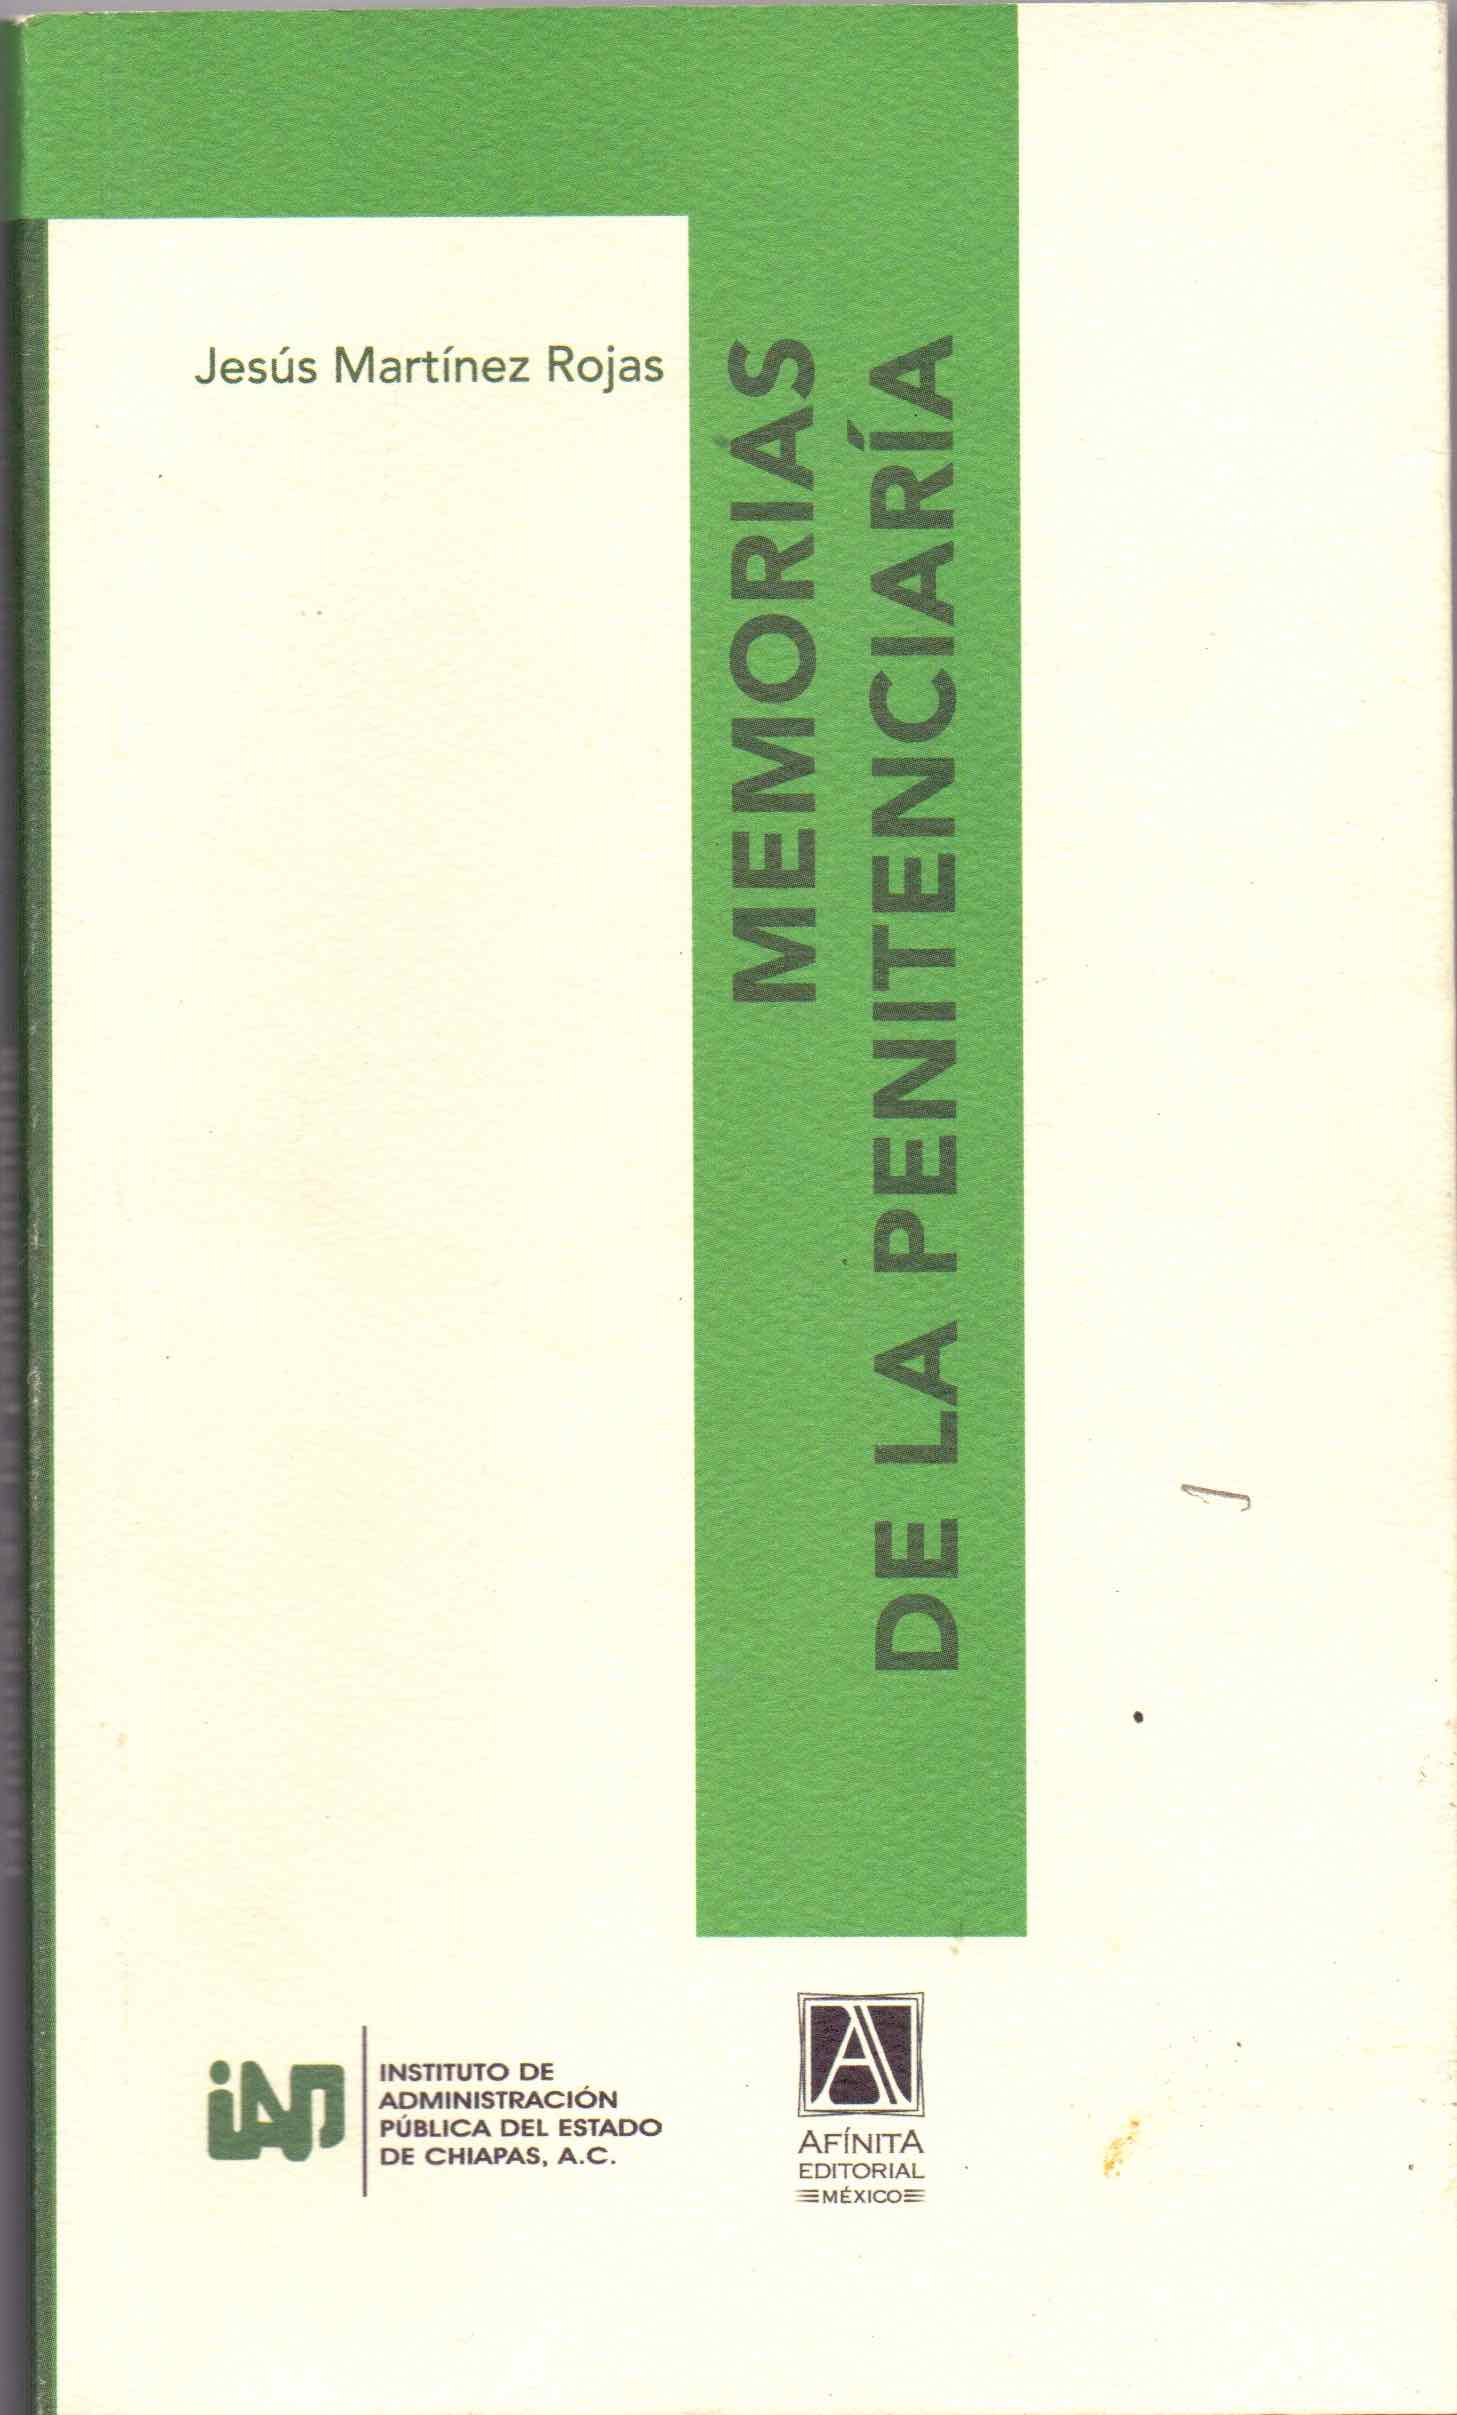 Jesús Martínez Rojas
MEMORIAS
DE LA PENITENCIARÍA
iAP
INSTITUTO DE
ADMINISTRACIÓN
PÚBLICA DEL ESTADO
DE CHIAPAS, A.C.
A
AFÍNITA
EDITORIAL
MÉXICO